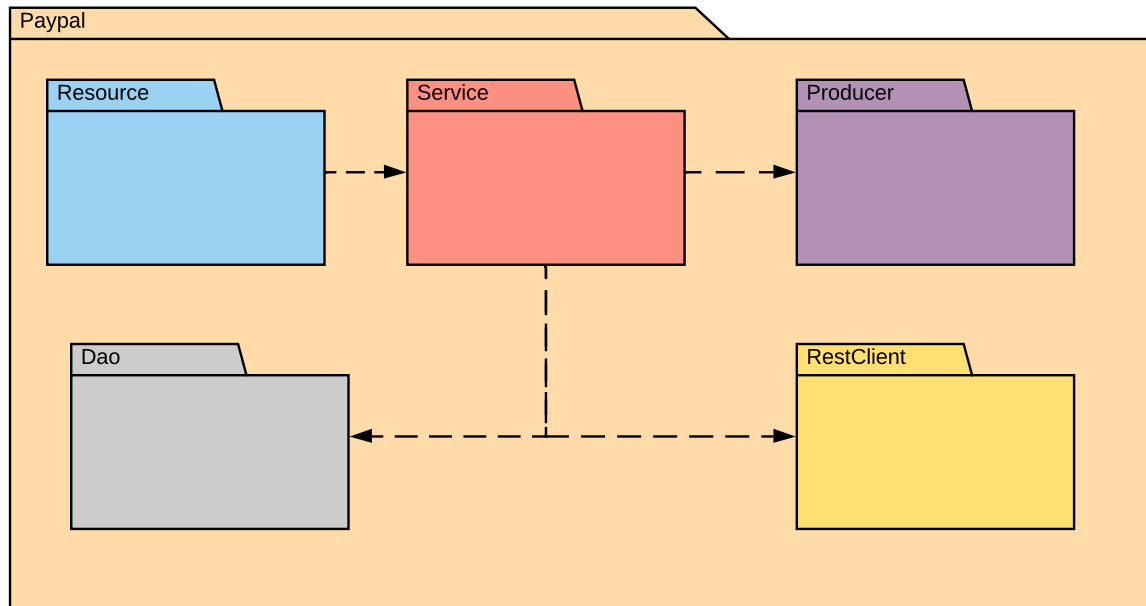 Paypal
Resource
Service
Producer
Dao
RestClient